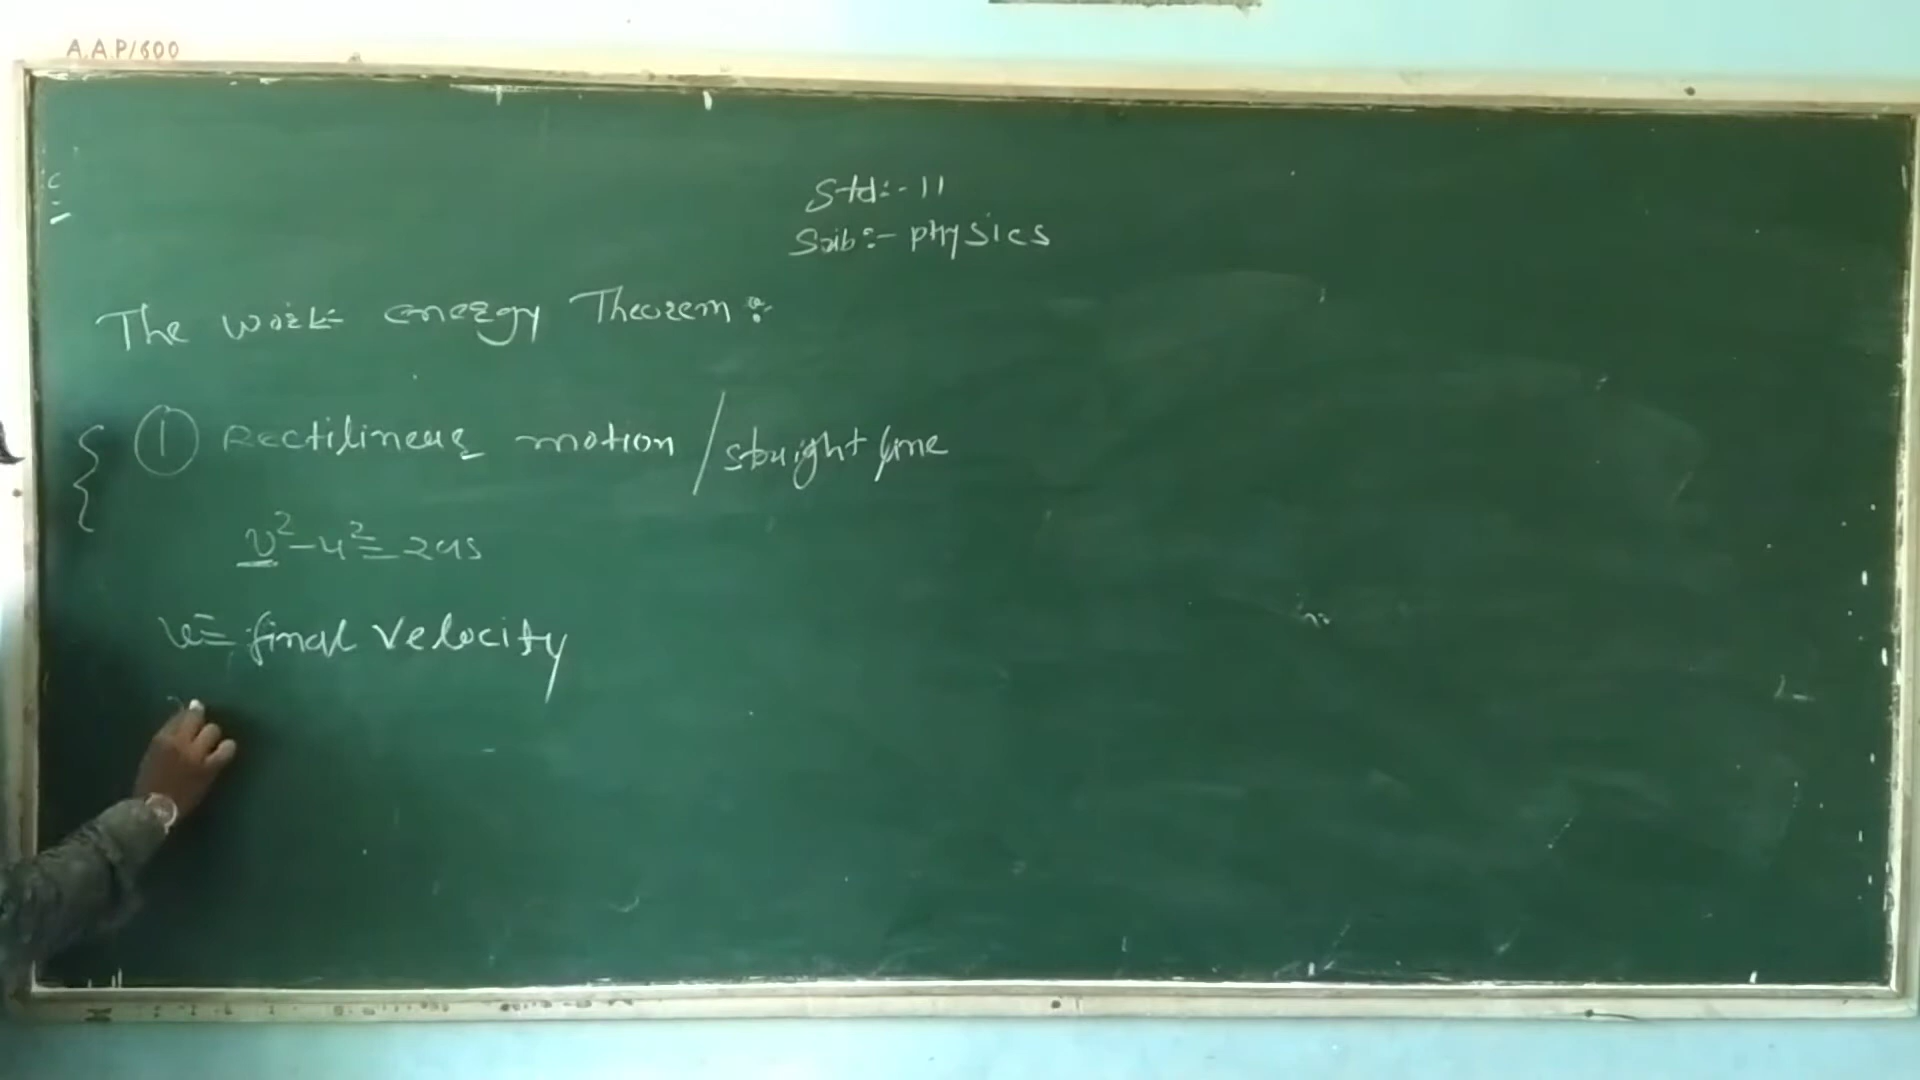 A.A.P/600
Std:-11
Sub:- physics
The work energy Theorem:
① Rectilinear motion / straight line
v²-u²=2as
v= final velocity